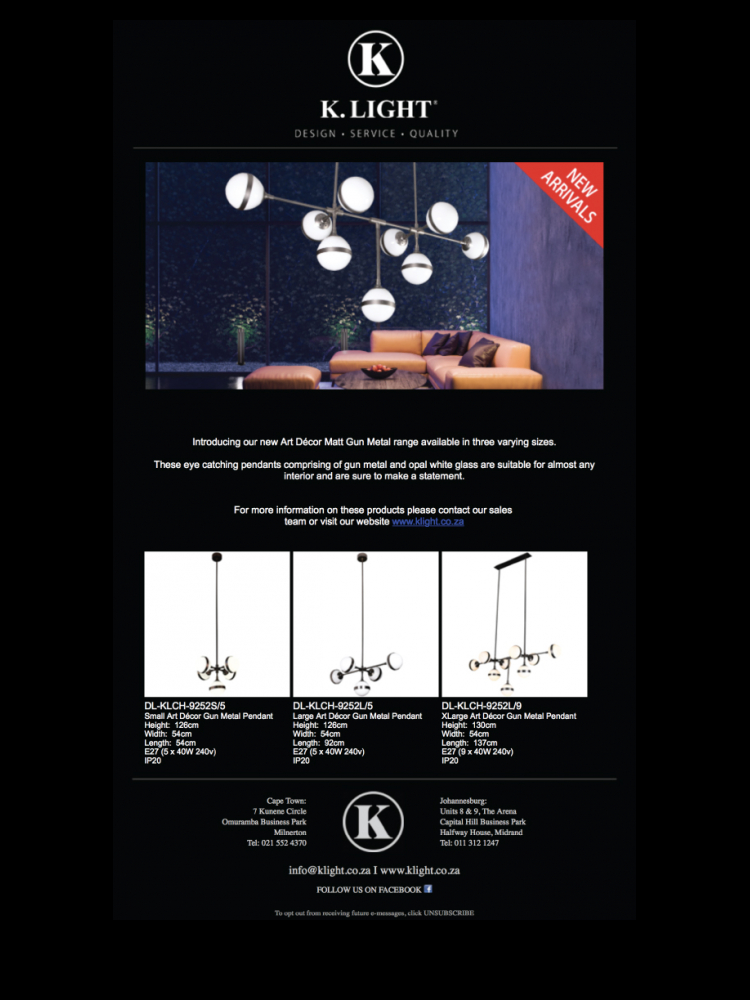 K
K. LIGHT®
DESIGN • SERVICE • QUALITY
NEW
ARRIVALS
Introducing our new Art Décor Matt Gun Metal range available in three varying sizes.
These eye catching pendants comprising of gun metal and opal white glass are suitable for almost any
interior and are sure to make a statement.
For more information on these products please contact our sales
team or visit our website www.klight.co.za
DL-KLCH-9252S/5
Small Art Décor Gun Metal Pendant
Height: 126cm
Width: 54cm
Length: 54cm
E27 (5 x 40W 240v)
IP20
DL-KLCH-9252L/5
Large Art Décor Gun Metal Pendant
Height: 126cm
Width: 54cm
Length: 92cm
E27 (5 x 40W 240v)
IP20
DL-KLCH-9252L/9
XLarge Art Décor Gun Metal Pendant
Height: 130cm
Width: 54cm
Length: 137cm
E27 (9 x 40W 240v)
IP20
Cape Town:
7 Kunene Circle
Omuramba Business Park
Milnerton
Tel: 021 552 4370
K
Johannesburg:
Units 8 & 9, The Arena
Capital Hill Business Park
Halfway House, Midrand
Tel: 011 312 1247
info@klight.co.za I www.klight.co.za
FOLLOW US ON FACEBOOK f
To opt out from receiving future e-messages, click UNSUBSCRIBE